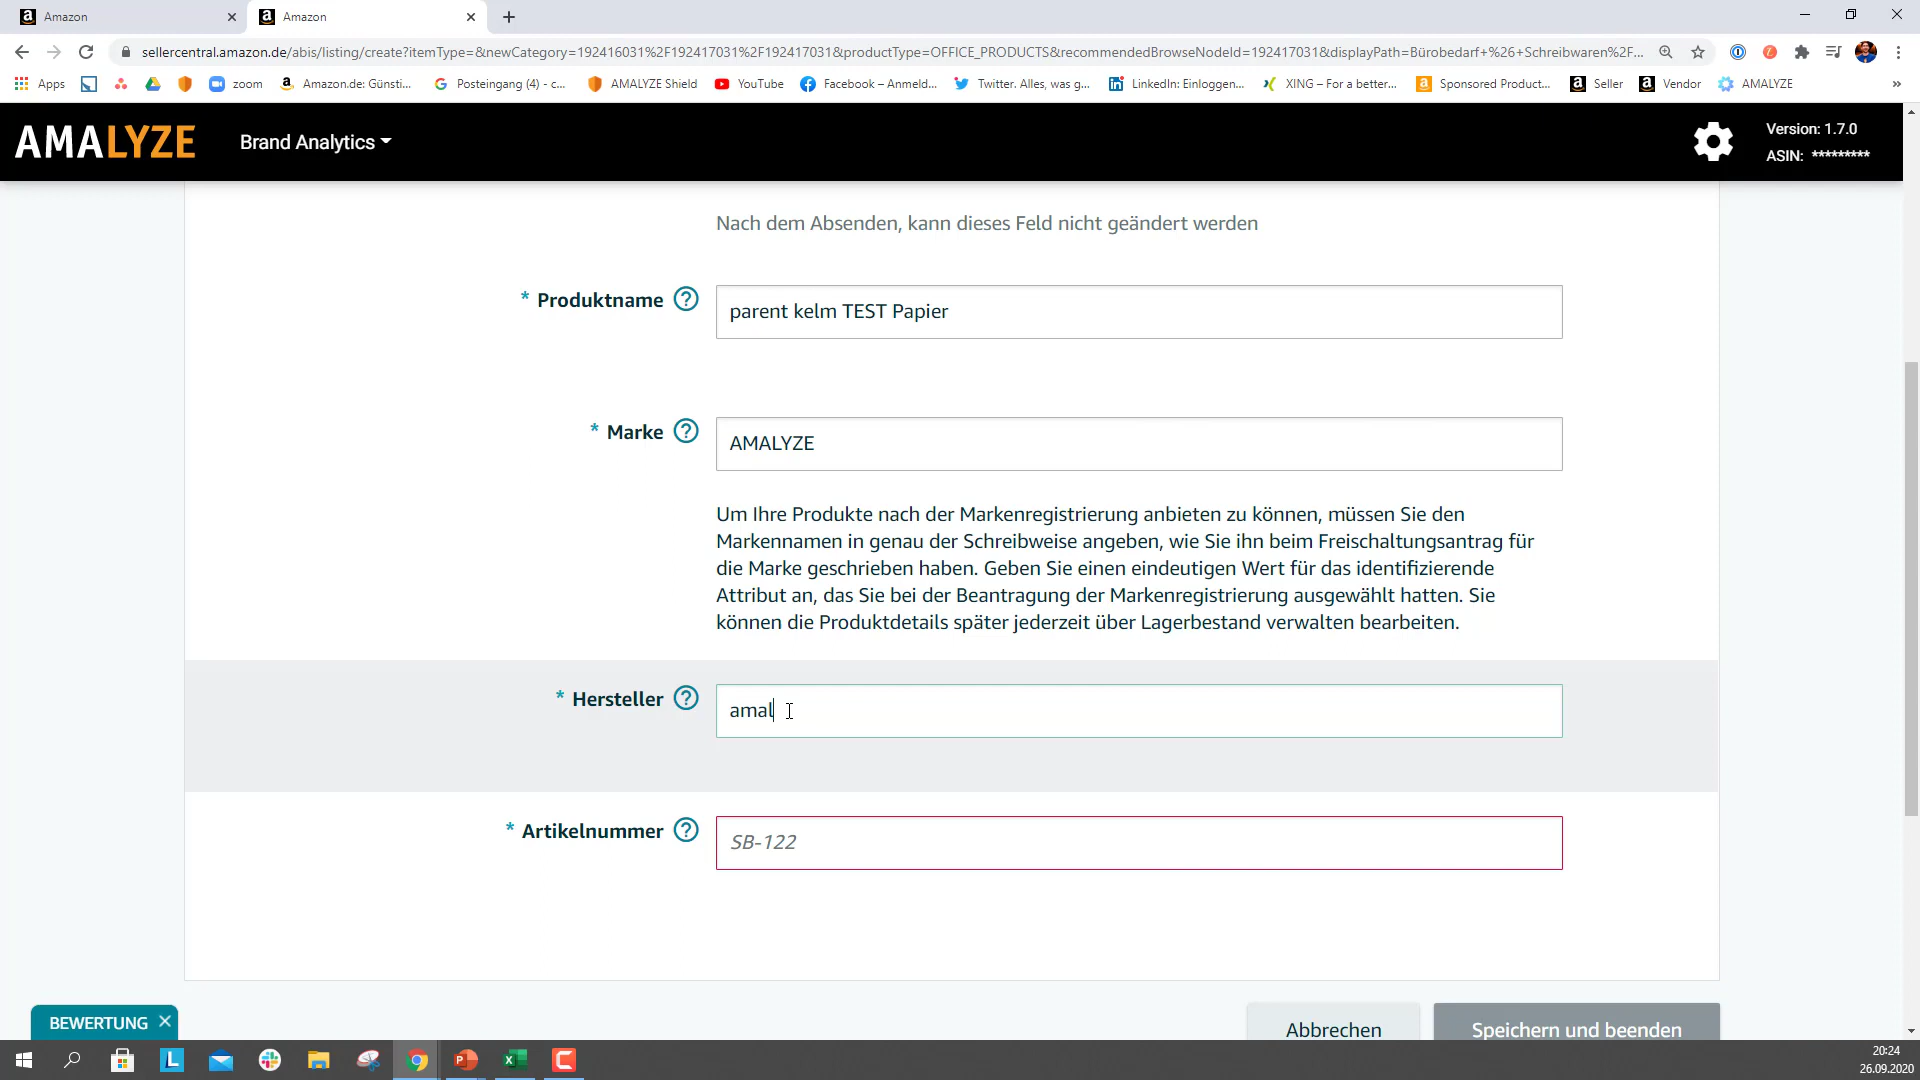 Amazon
Amazon
sellercentral.amazon.de/abis/listing/create?itemType=&newCategory=192416031%2F192417031%2F192417031&productType=OFFICE_PRODUCTS&recommendedBrowseNodeId=192417031&displayPath=Bürobedarf+%26+Schreibwaren%2F...
Apps
zoom
Amazon.de: Günsti...
Posteingang (4) - c...
AMALYZE Shield
YouTube
Facebook – Anmeld...
Twitter. Alles, was g...
LinkedIn: Einloggen...
XING – For a better...
Sponsored Product...
Seller
Vendor
AMALYZE
»
AMALYZE
Brand Analytics
Version: 1.7.0
ASIN: *********
Nach dem Absenden, kann dieses Feld nicht geändert werden
* Produktname ?
parent kelm TEST Papier
* Marke ?
AMALYZE
Um Ihre Produkte nach der Markenregistrierung anbieten zu können, müssen Sie den
Markennamen in genau der Schreibweise angeben, wie Sie ihn beim Freischaltungsantrag für
die Marke geschrieben haben. Geben Sie einen eindeutigen Wert für das identifizierende
Attribut an, das Sie bei der Beantragung der Markenregistrierung ausgewählt hatten. Sie
können die Produktdetails später jederzeit über Lagerbestand verwalten bearbeiten.
* Hersteller ?
amal
* Artikelnummer ?
SB-122
BEWERTUNG
Abbrechen
Speichern und beenden
20:24
26.09.2020